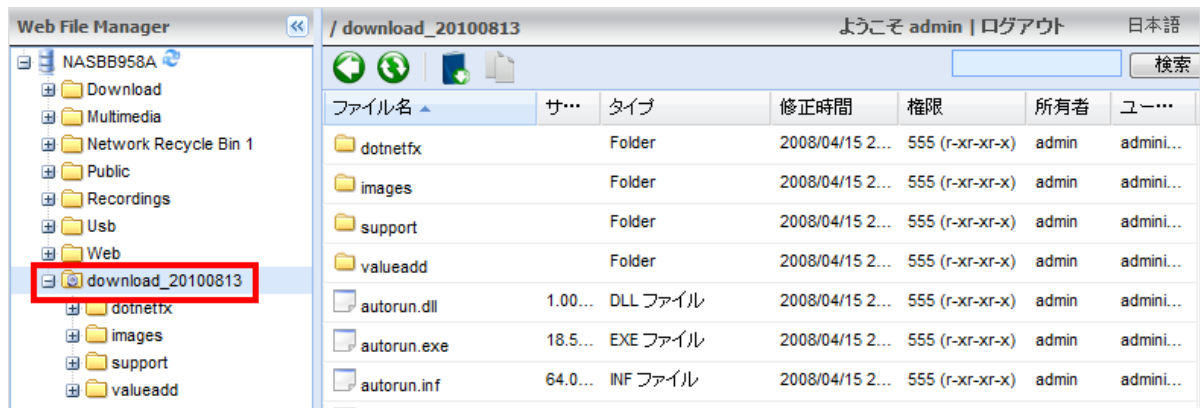 Web File Manager
NASBB958A
Download
Multimedia
Network Recycle Bin 1
Public
Recordings
Usb
Web
download_20100813
dotnetfx
images
support
valueadd
/ download_20100813 ようこそ admin | ログアウト 日本語
検索
ファイル名 サ… タイプ 修正時間 権限 所有者 ユー…
dotnetfx Folder 2008/04/15 2... 555 (r-xr-xr-x) admin admini...
images Folder 2008/04/15 2... 555 (r-xr-xr-x) admin admini...
support Folder 2008/04/15 2... 555 (r-xr-xr-x) admin admini...
valueadd Folder 2008/04/15 2... 555 (r-xr-xr-x) admin admini...
autorun.dll 1.00... DLL ファイル 2008/04/15 2... 555 (r-xr-xr-x) admin admini...
autorun.exe 18.5... EXE ファイル 2008/04/15 2... 555 (r-xr-xr-x) admin admini...
autorun.inf 64.0... INF ファイル 2008/04/15 2... 555 (r-xr-xr-x) admin admini...